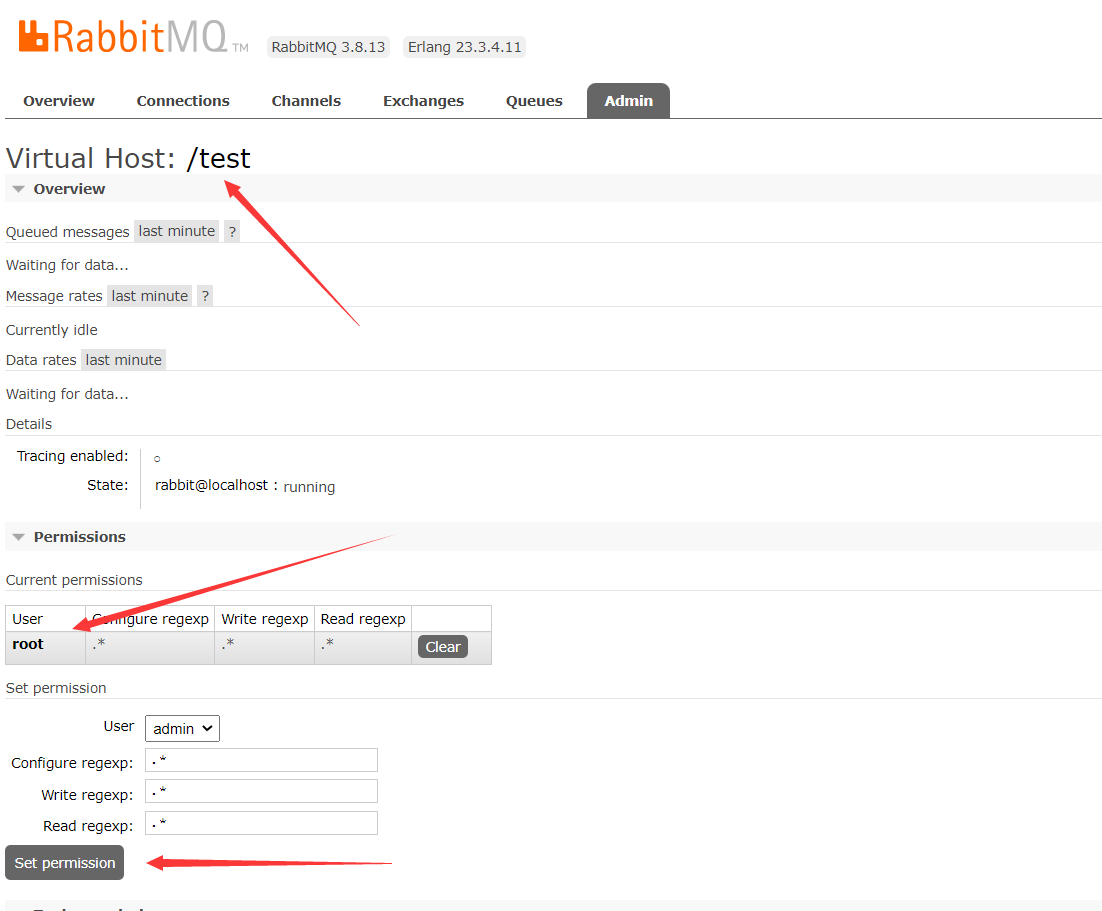 RabbitMQ TM RabbitMQ 3.8.13 Erlang 23.3.4.11
Overview Connections Channels Exchanges Queues Admin
Virtual Host: /test
Overview
Queued messages last minute ?
Waiting for data...
Message rates last minute ?
Currently idle
Data rates last minute
Waiting for data...
Details
Tracing enabled: ○
State: rabbit@localhost : running
Permissions
Current permissions
User Configure regexp Write regexp Read regexp
root .* .* .* Clear
Set permission
User admin
Configure regexp: .*
Write regexp: .*
Read regexp: .*
Set permission